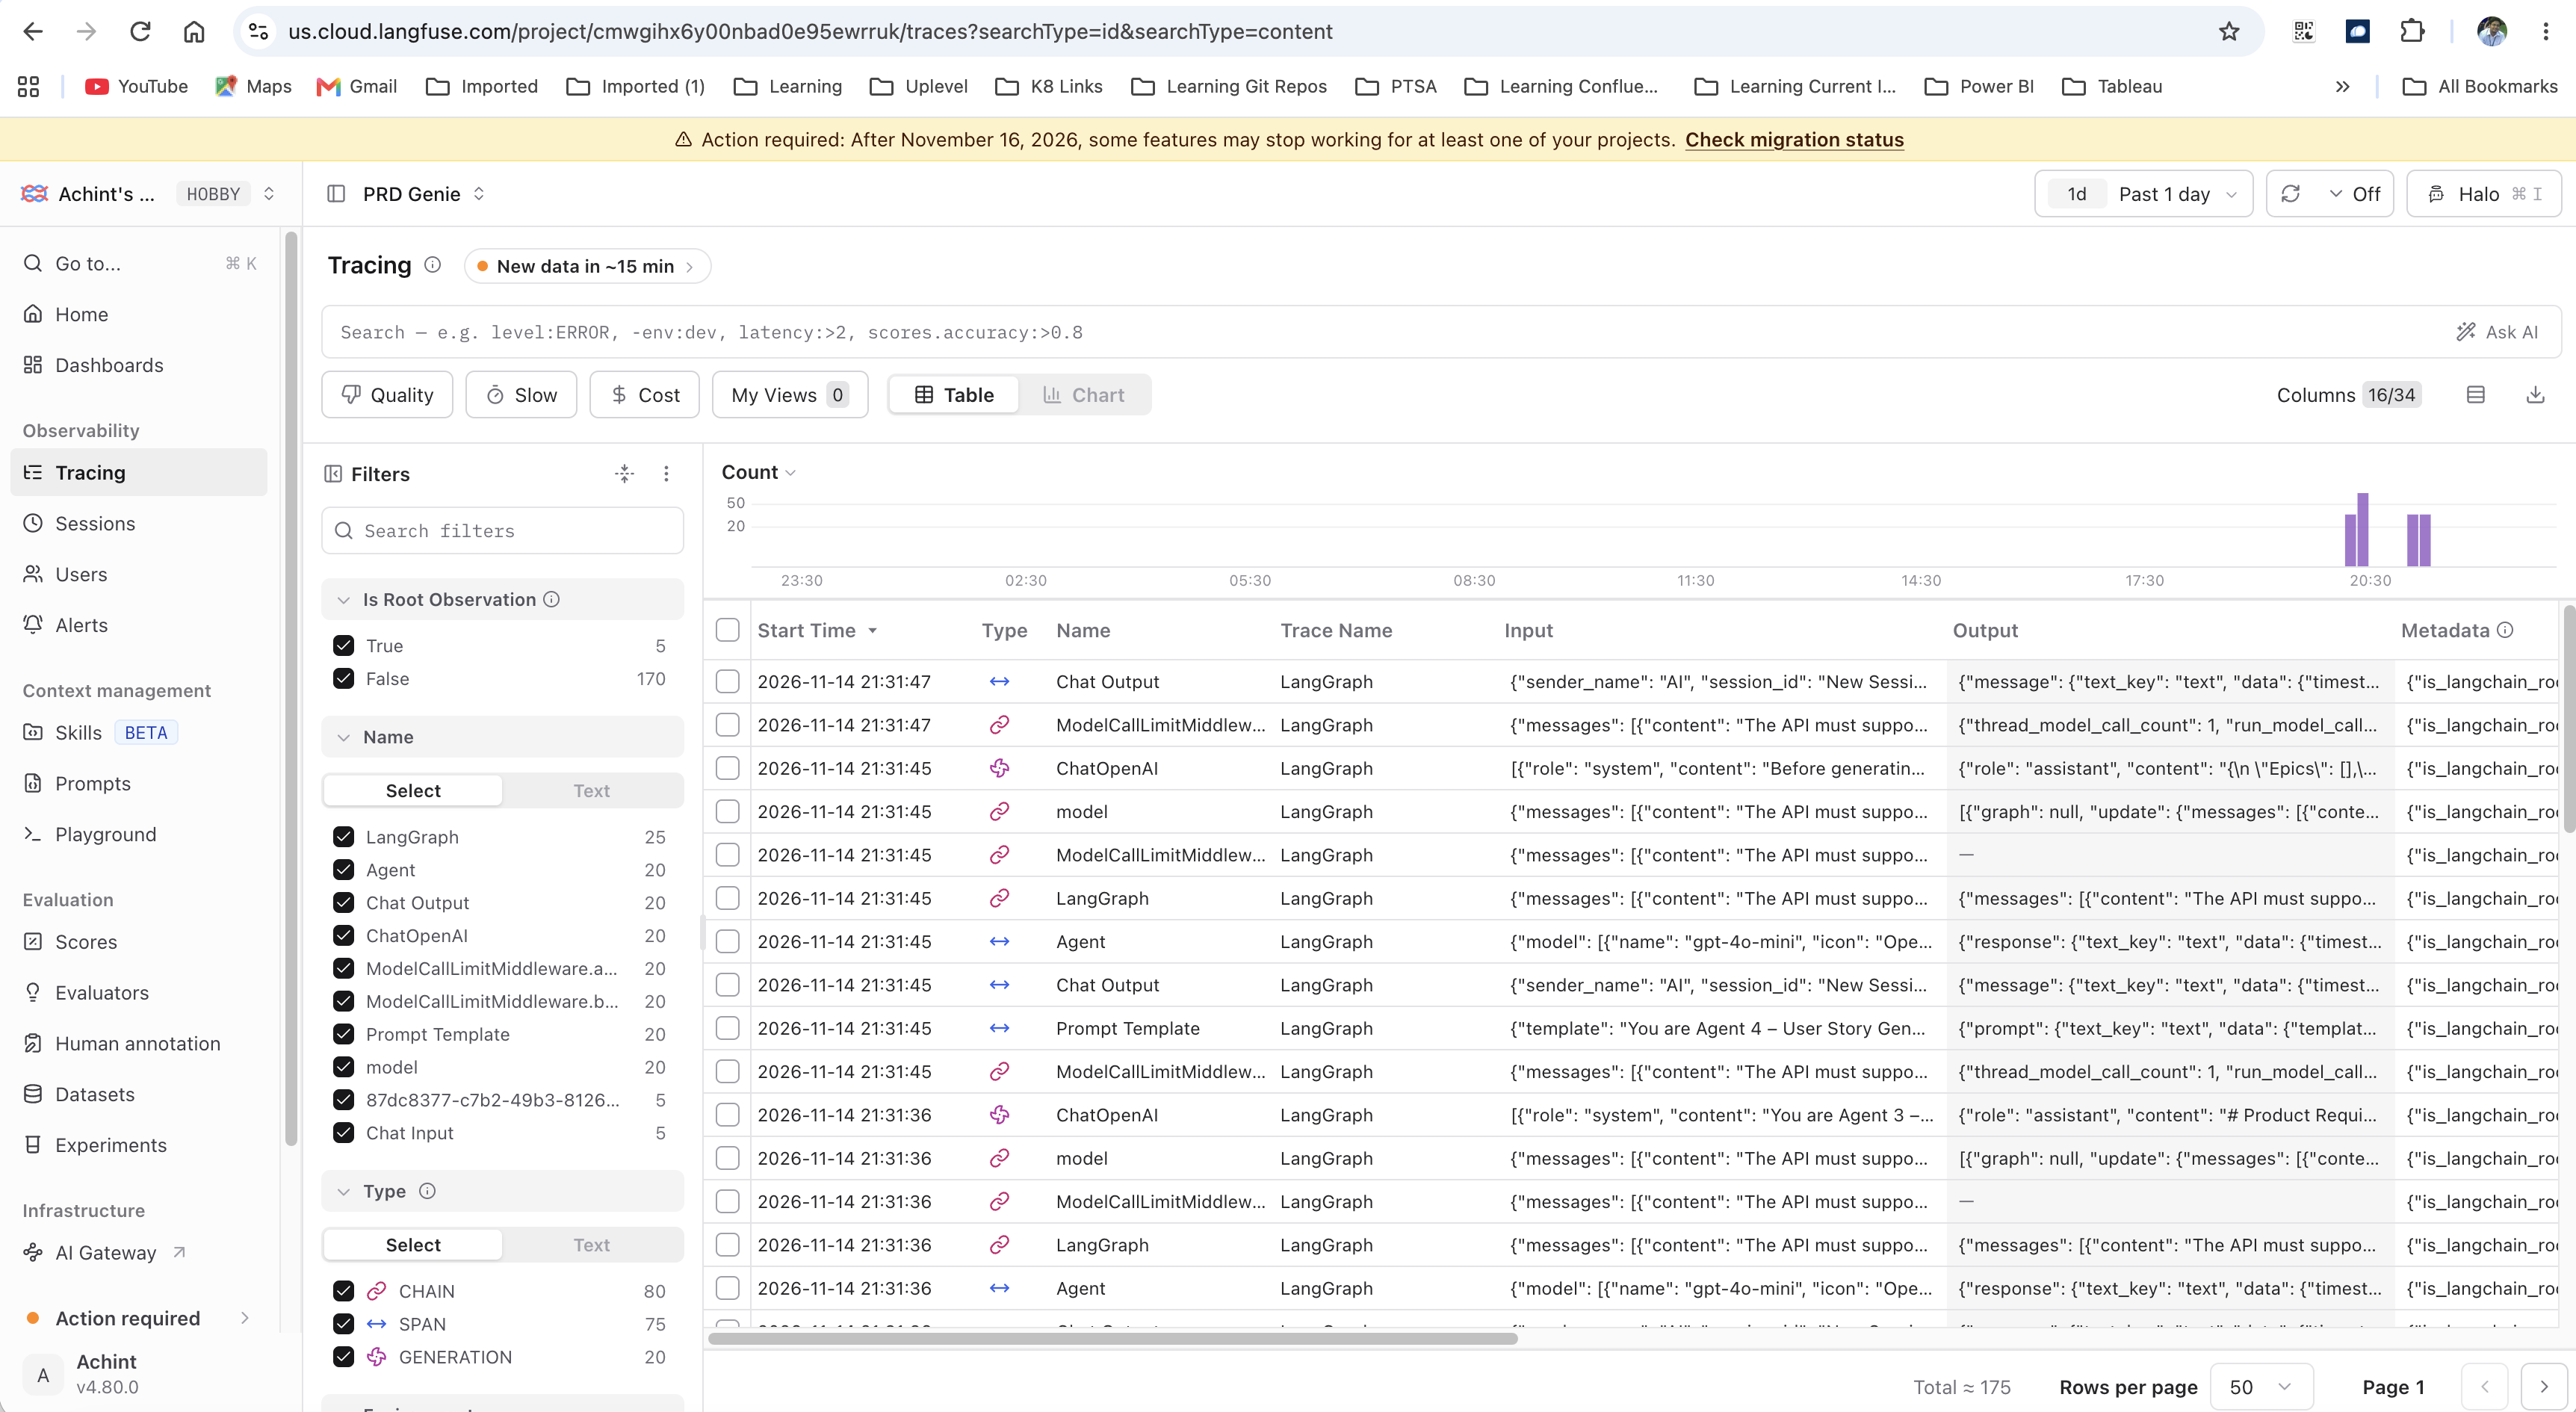 us.cloud.langfuse.com/project/cmwgihx6y00nbad0e95ewrruk/traces?searchType=id&searchType=content
YouTube Maps Gmail Imported Imported (1) Learning Uplevel K8 Links Learning Git Repos PTSA Learning Conflue... Learning Current I... Power BI Tableau » All Bookmarks
Action required: After November 16, 2026, some features may stop working for at least one of your projects. Check migration status
Achint's ... HOBBY PRD Genie 1d Past 1 day Off Halo ⌘ I
Go to... ⌘ K
Home
Dashboards
Observability
Tracing
Sessions
Users
Alerts
Context management
Skills BETA
Prompts
Playground
Evaluation
Scores
Evaluators
Human annotation
Datasets
Experiments
Infrastructure
AI Gateway
Action required
A Achint
v4.80.0
Tracing New data in ~15 min
Search — e.g. level:ERROR, -env:dev, latency:>2, scores.accuracy:>0.8 Ask AI
Quality Slow $ Cost My Views 0 Table Chart Columns 16/34
Filters
Search filters
Is Root Observation
True 5
False 170
Name
Select Text
LangGraph 25
Agent 20
Chat Output 20
ChatOpenAI 20
ModelCallLimitMiddleware.a... 20
ModelCallLimitMiddleware.b... 20
Prompt Template 20
model 20
87dc8377-c7b2-49b3-8126... 5
Chat Input 5
Type
Select Text
CHAIN 80
SPAN 75
GENERATION 20
Count
50
20
23:30 02:30 05:30 08:30 11:30 14:30 17:30 20:30
Start Time Type Name Trace Name Input Output Metadata
2026-11-14 21:31:47 Chat Output LangGraph {"sender_name": "AI", "session_id": "New Sessi... {"message": {"text_key": "text", "data": {"timest... {"is_langchain_roo
2026-11-14 21:31:47 ModelCallLimitMiddlew... LangGraph {"messages": [{"content": "The API must suppo... {"thread_model_call_count": 1, "run_model_call... {"is_langchain_roo
2026-11-14 21:31:45 ChatOpenAI LangGraph [{"role": "system", "content": "Before generatin... {"role": "assistant", "content": "{\n \"Epics\": [],\... {"is_langchain_roo
2026-11-14 21:31:45 model LangGraph {"messages": [{"content": "The API must suppo... [{"graph": null, "update": {"messages": [{"conte... {"is_langchain_roo
2026-11-14 21:31:45 ModelCallLimitMiddlew... LangGraph {"messages": [{"content": "The API must suppo... — {"is_langchain_roo
2026-11-14 21:31:45 LangGraph LangGraph {"messages": [{"content": "The API must suppo... {"messages": [{"content": "The API must suppo... {"is_langchain_roo
2026-11-14 21:31:45 Agent LangGraph {"model": [{"name": "gpt-4o-mini", "icon": "Ope... {"response": {"text_key": "text", "data": {"timest... {"is_langchain_roo
2026-11-14 21:31:45 Chat Output LangGraph {"sender_name": "AI", "session_id": "New Sessi... {"message": {"text_key": "text", "data": {"timest... {"is_langchain_roo
2026-11-14 21:31:45 Prompt Template LangGraph {"template": "You are Agent 4 – User Story Gen... {"prompt": {"text_key": "text", "data": {"templat... {"is_langchain_roo
2026-11-14 21:31:45 ModelCallLimitMiddlew... LangGraph {"messages": [{"content": "The API must suppo... {"thread_model_call_count": 1, "run_model_call... {"is_langchain_roo
2026-11-14 21:31:36 ChatOpenAI LangGraph [{"role": "system", "content": "You are Agent 3 –... {"role": "assistant", "content": "# Product Requi... {"is_langchain_roo
2026-11-14 21:31:36 model LangGraph {"messages": [{"content": "The API must suppo... [{"graph": null, "update": {"messages": [{"conte... {"is_langchain_roo
2026-11-14 21:31:36 ModelCallLimitMiddlew... LangGraph {"messages": [{"content": "The API must suppo... — {"is_langchain_roo
2026-11-14 21:31:36 LangGraph LangGraph {"messages": [{"content": "The API must suppo... {"messages": [{"content": "The API must suppo... {"is_langchain_roo
2026-11-14 21:31:36 Agent LangGraph {"model": [{"name": "gpt-4o-mini", "icon": "Ope... {"response": {"text_key": "text", "data": {"timest... {"is_langchain_roo
Total ≈ 175 Rows per page 50 Page 1